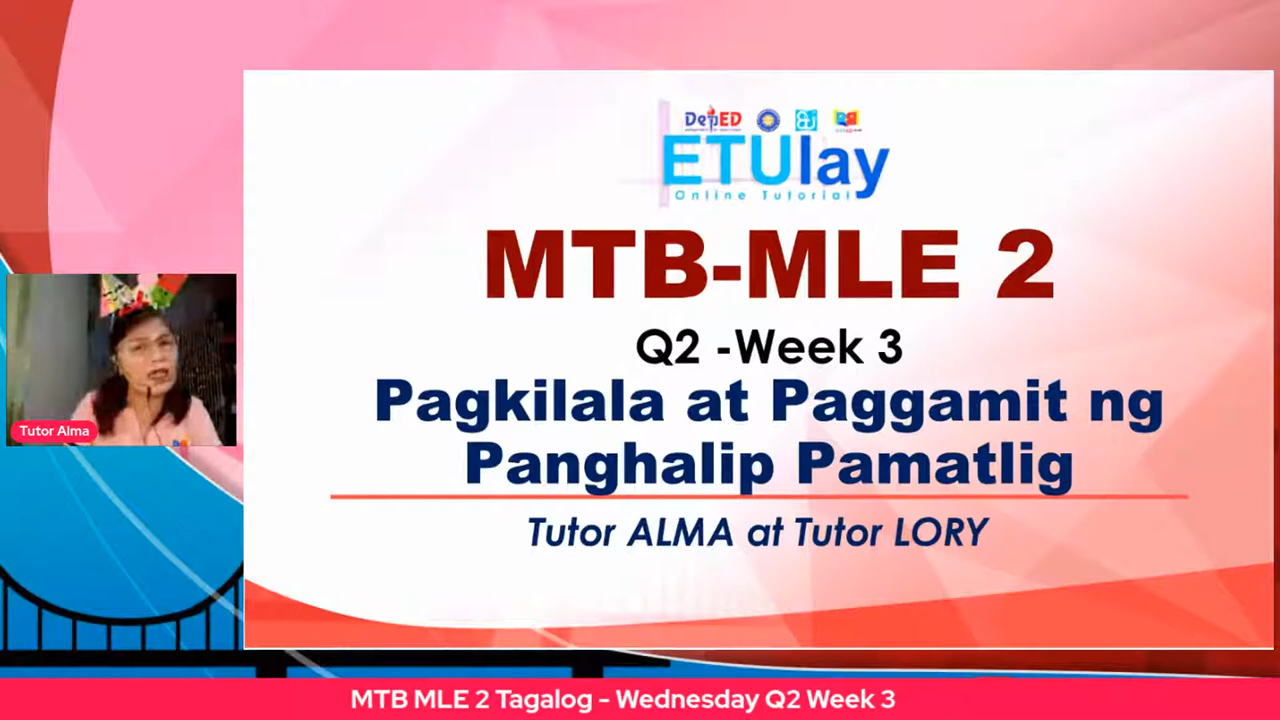 DepED
ETUlay
Online Tutorial
MTB-MLE 2
Q2 -Week 3
Pagkilala at Paggamit ng
Panghalip Pamatlig
Tutor ALMA at Tutor LORY
Tutor Alma
MTB MLE 2 Tagalog - Wednesday Q2 Week 3